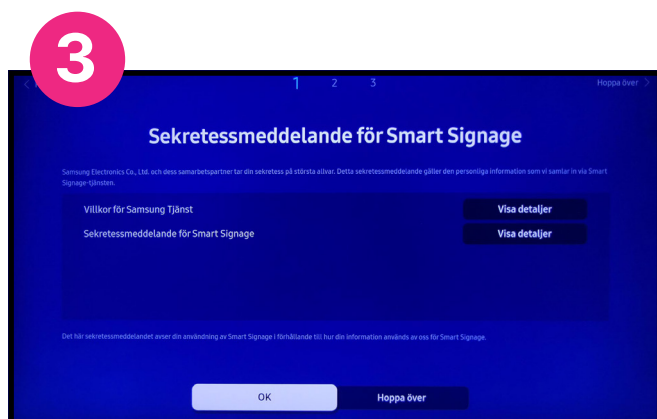 3
1 2 3 Hoppa över
Sekretessmeddelande för Smart Signage
Samsung Electronics Co., Ltd. och dess samarbetspartner tar din sekretess på största allvar. Detta sekretessmeddelande gäller den personliga information som vi samlar in via Smart
Signage-tjänsten.
Villkor för Samsung Tjänst Visa detaljer
Sekretessmeddelande för Smart Signage Visa detaljer
Det här sekretessmeddelandet avser din användning av Smart Signage i förhållande till hur din information används av oss för Smart Signage.
OK Hoppa över